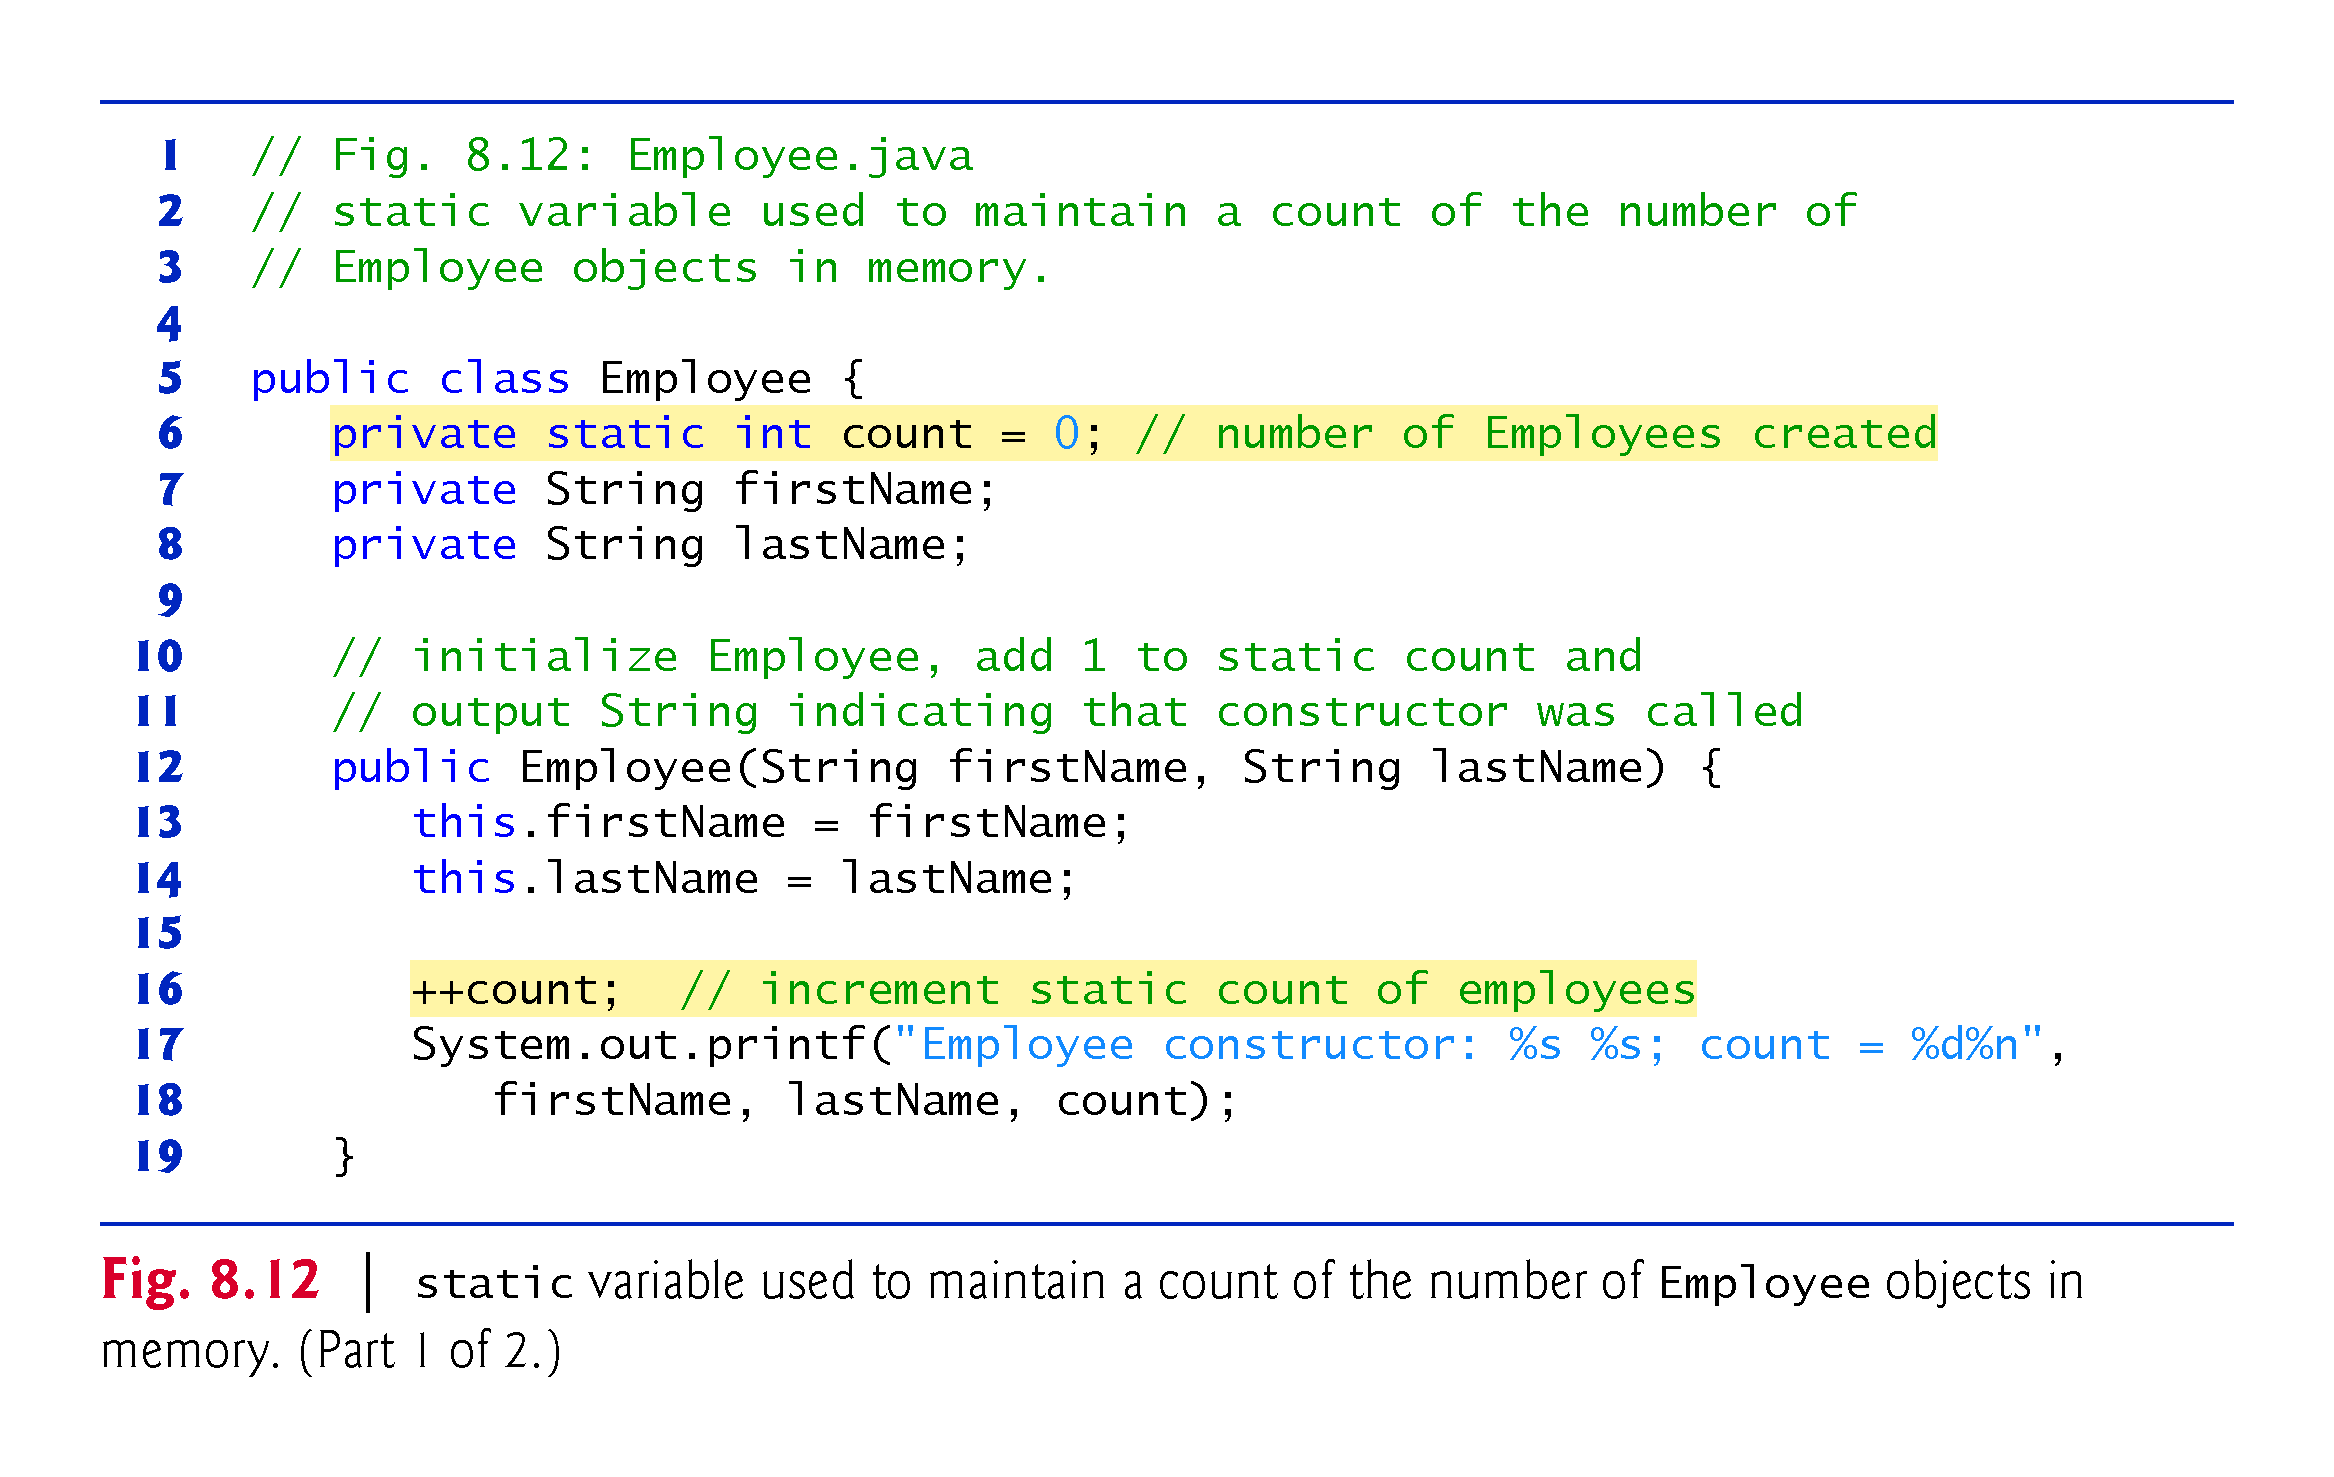 1 // Fig. 8.12: Employee.java
2 // static variable used to maintain a count of the number of
3 // Employee objects in memory.
4
5 public class Employee {
6 private static int count = 0; // number of Employees created
7 private String firstName;
8 private String lastName;
9
10 // initialize Employee, add 1 to static count and
11 // output String indicating that constructor was called
12 public Employee(String firstName, String lastName) {
13 this.firstName = firstName;
14 this.lastName = lastName;
15
16 ++count; // increment static count of employees
17 System.out.printf("Employee constructor: %s %s; count = %d%n",
18 firstName, lastName, count);
19 }
Fig. 8.12 | static variable used to maintain a count of the number of Employee objects in
memory. (Part 1 of 2.)